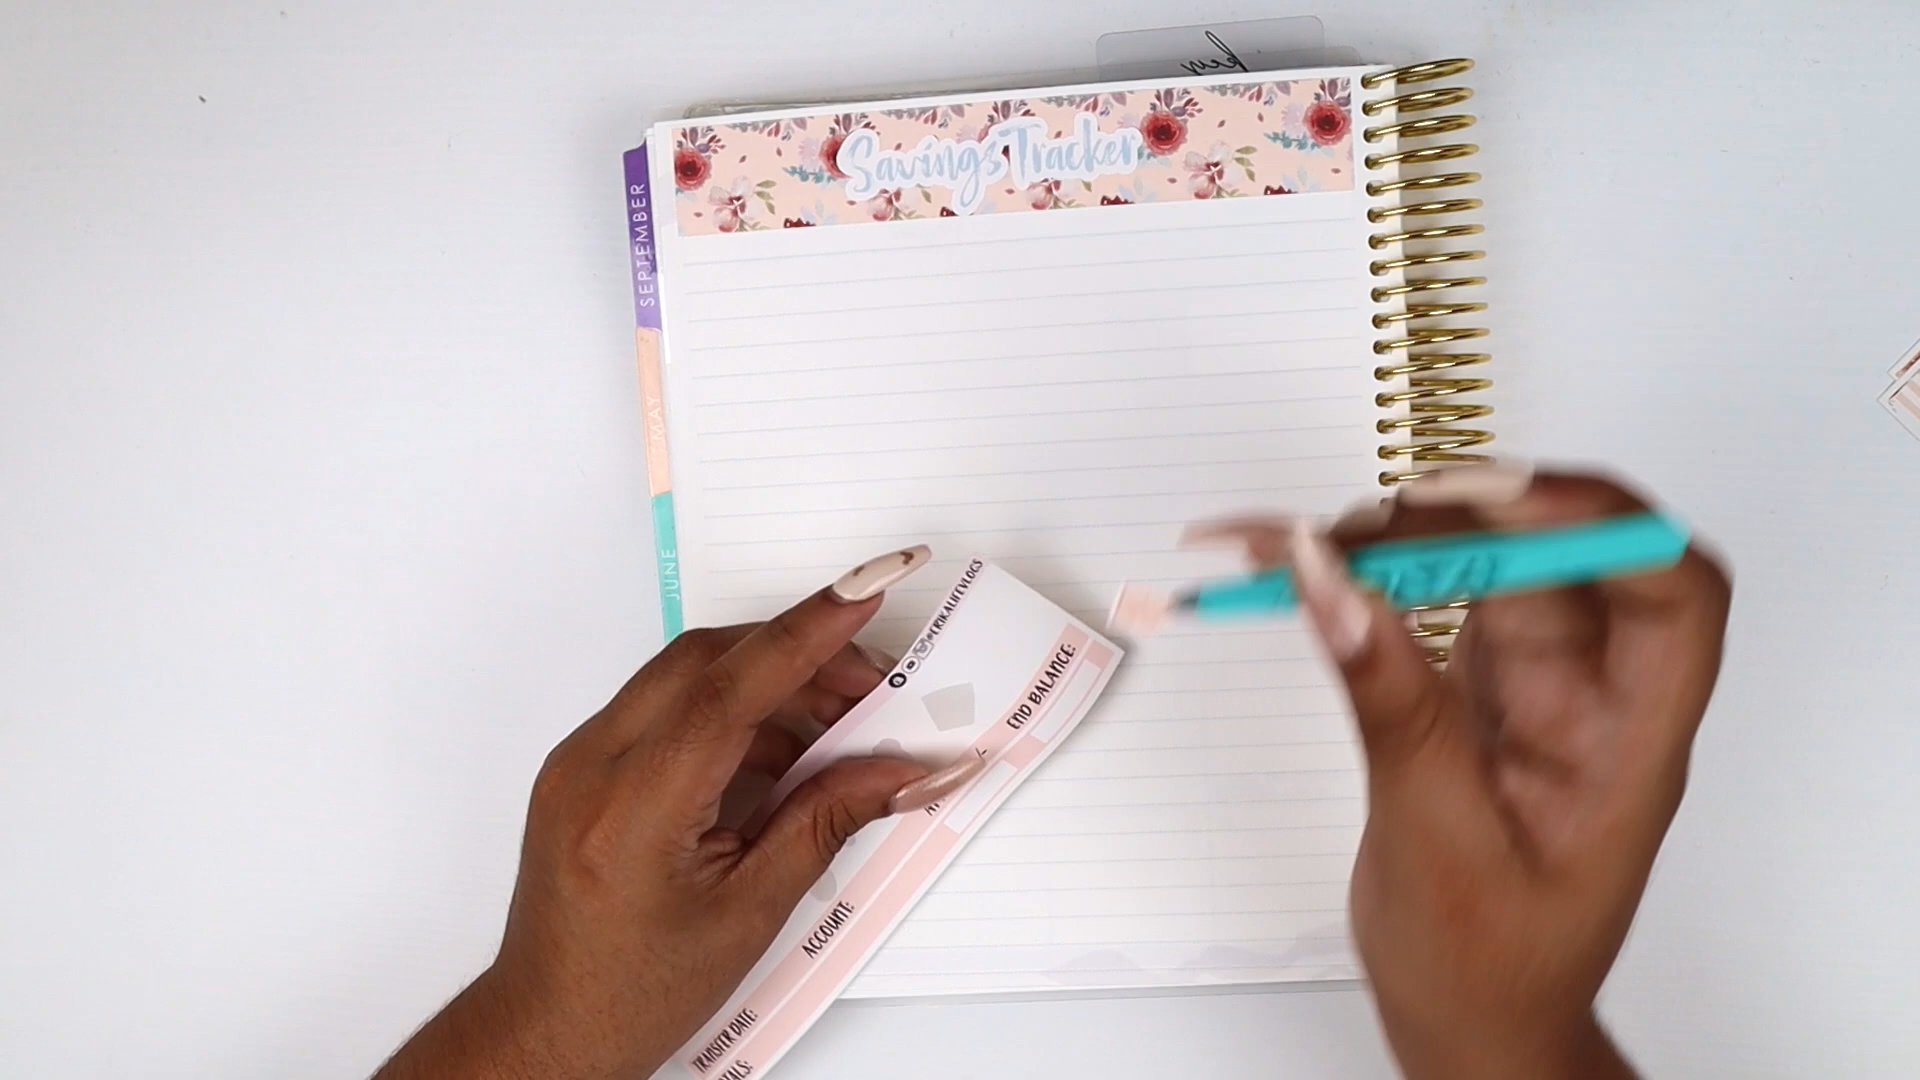 Savings Tracker
SEPTEMBER
MAY
JUNE
@ERIKALIFEVLOGS
END BALANCE:
ACCOUNT:
TRANSFER DATE: